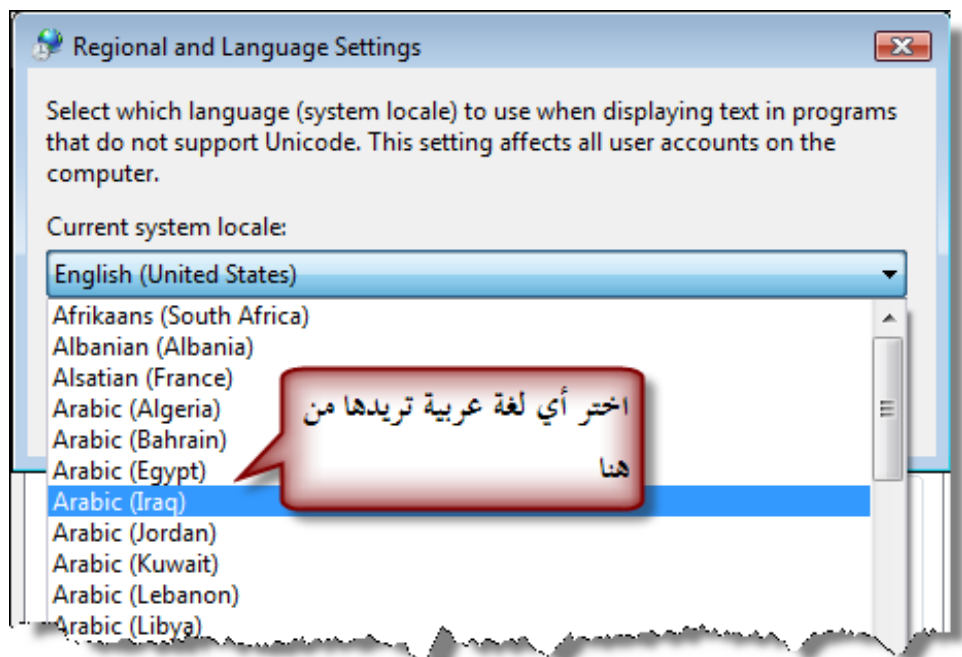 Regional and Language Settings
Select which language (system locale) to use when displaying text in programs
that do not support Unicode. This setting affects all user accounts on the
computer.
Current system locale:
English (United States)
Afrikaans (South Africa)
Albanian (Albania)
Alsatian (France)
Arabic (Algeria)
Arabic (Bahrain)
Arabic (Egypt)
Arabic (Iraq)
Arabic (Jordan)
Arabic (Kuwait)
Arabic (Lebanon)
Arabic (Libya)
اختر أي لغة عربية تريدها من
هنا